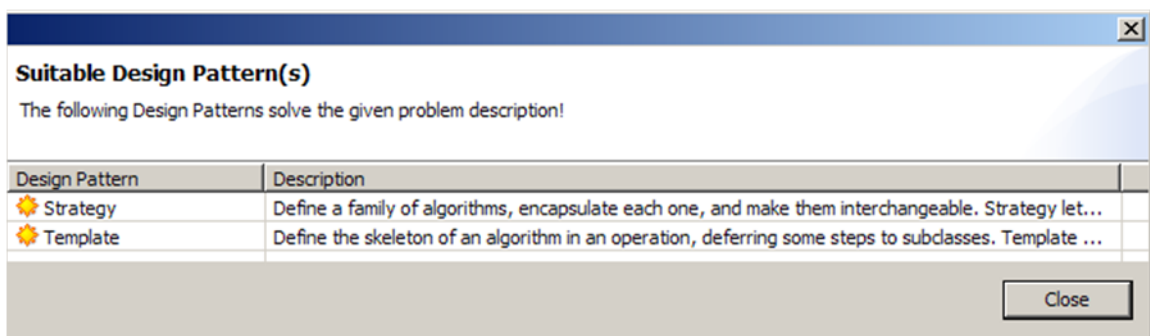 Suitable Design Pattern(s)
The following Design Patterns solve the given problem description!
Design Pattern Description
Strategy Define a family of algorithms, encapsulate each one, and make them interchangeable. Strategy let...
Template Define the skeleton of an algorithm in an operation, deferring some steps to subclasses. Template ...
Close